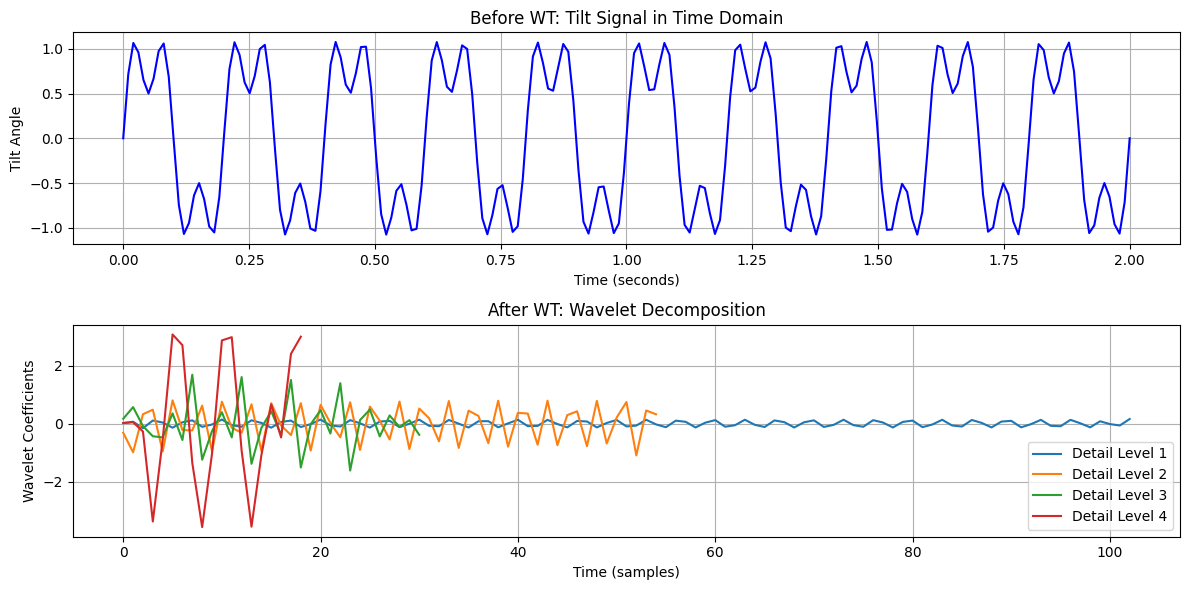 Before WT: Tilt Signal in Time Domain
Tilt Angle
1.0
0.5
0.0
−0.5
−1.0
0.00 0.25 0.50 0.75 1.00 1.25 1.50 1.75 2.00
Time (seconds)
After WT: Wavelet Decomposition
Wavelet Coefficients
2
0
−2
Detail Level 1
Detail Level 2
Detail Level 3
Detail Level 4
0 20 40 60 80 100
Time (samples)